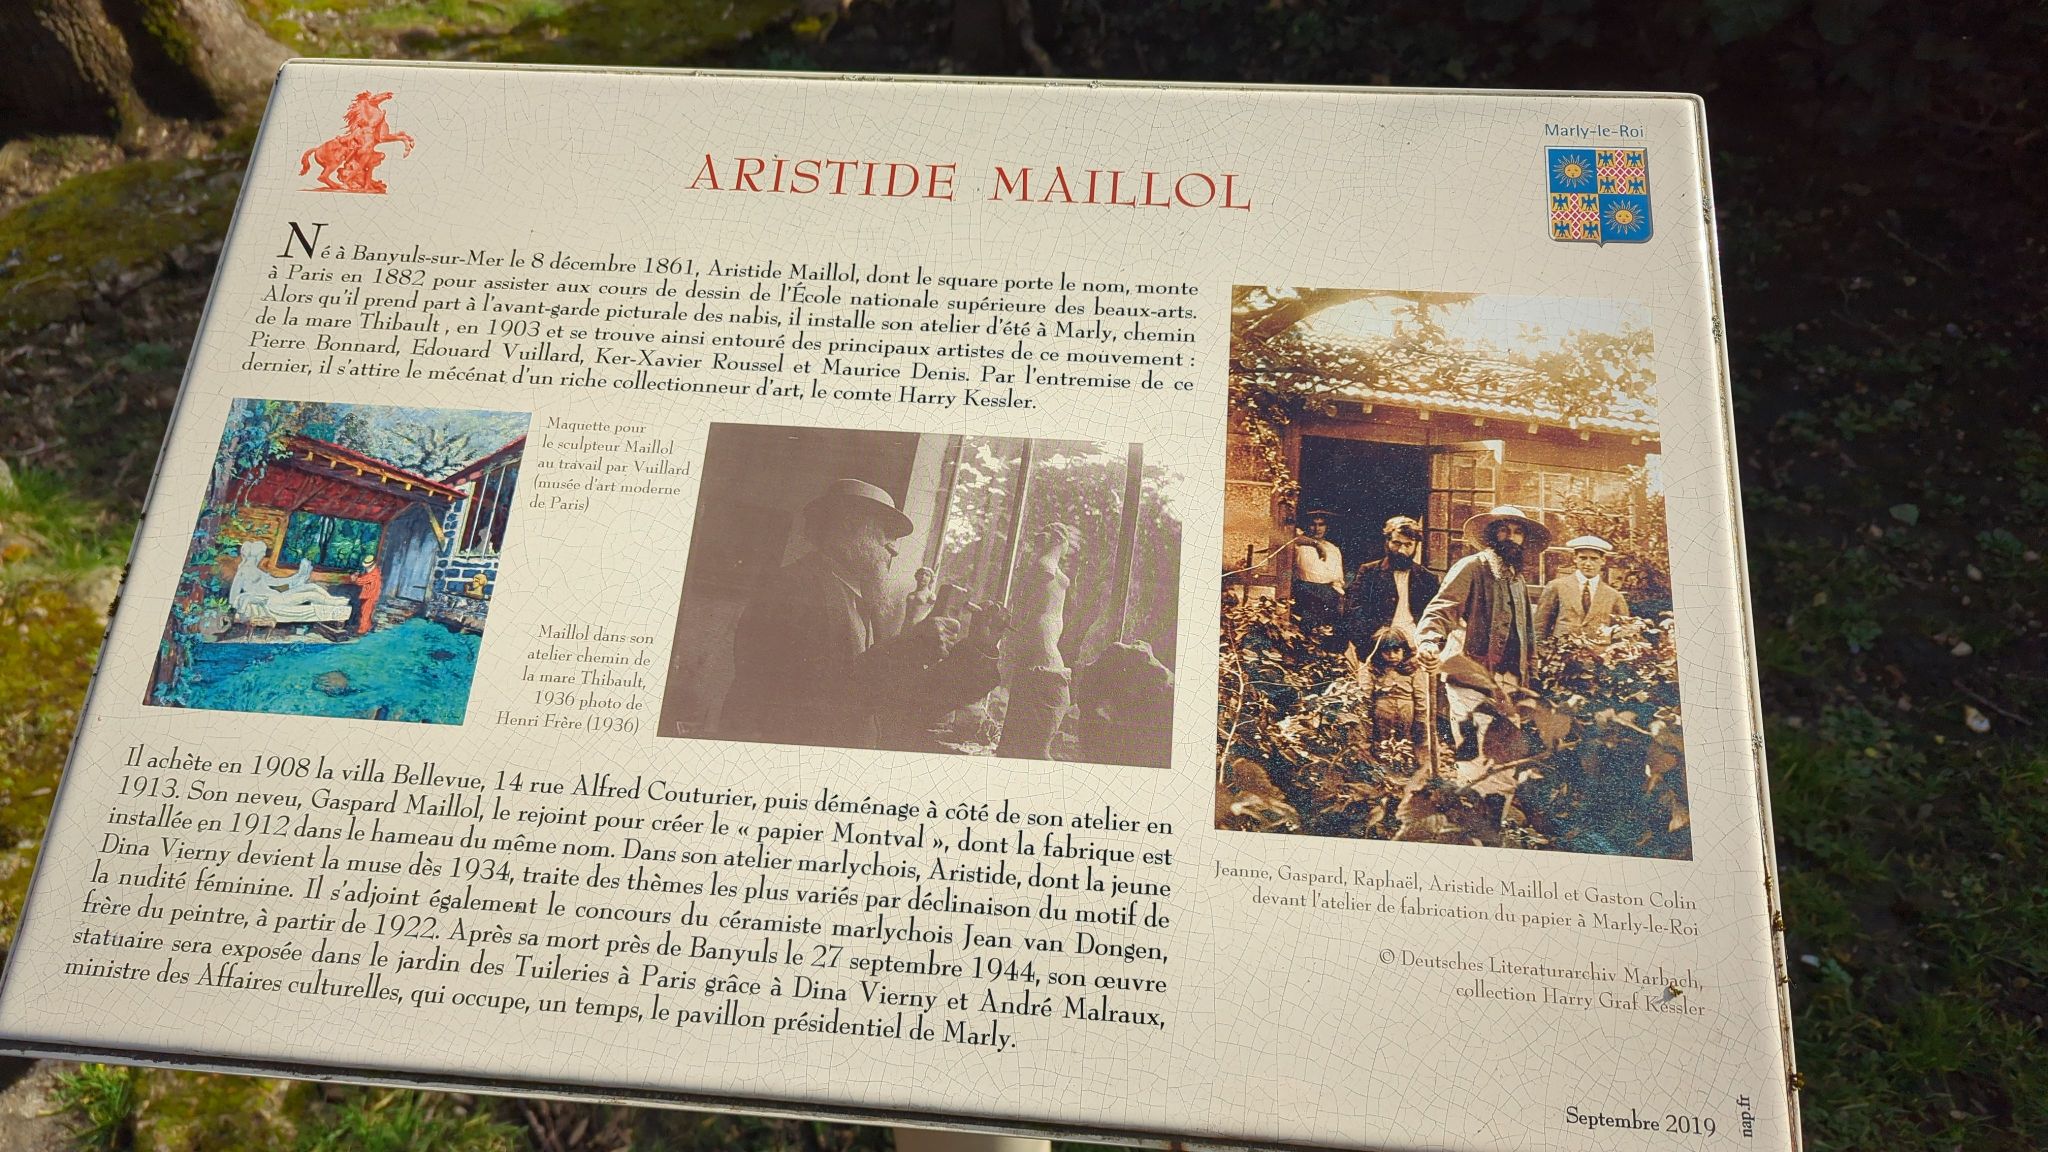 Marly-le-Roi
ARISTIDE MAILLOL
Né à Banyuls-sur-Mer le 8 décembre 1861, Aristide Maillol, dont le square porte le nom, monte
à Paris en 1882 pour assister aux cours de dessin de l'École nationale supérieure des beaux-arts.
Alors qu'il prend part à l'avant-garde picturale des nabis, il installe son atelier d'été à Marly, chemin
de la mare Thibault , en 1903 et se trouve ainsi entouré des principaux artistes de ce mouvement :
Pierre Bonnard, Edouard Vuillard, Ker-Xavier Roussel et Maurice Denis. Par l'entremise de ce
dernier, il s'attire le mécénat d'un riche collectionneur d'art, le comte Harry Kessler.
Maquette pour
le sculpteur Maillol
au travail par Vuillard
(musée d'art moderne
de Paris)
Maillol dans son
atelier chemin de
la mare Thibault,
1936 photo de
Henri Frère (1936)
Il achète en 1908 la villa Bellevue, 14 rue Alfred Couturier, puis déménage à côté de son atelier en
1913. Son neveu, Gaspard Maillol, le rejoint pour créer le « papier Montval », dont la fabrique est
installée en 1912 dans le hameau du même nom. Dans son atelier marlychois, Aristide, dont la jeune
Dina Vierny devient la muse dès 1934, traite des thèmes les plus variés par déclinaison du motif de
la nudité féminine. Il s'adjoint également le concours du céramiste marlychois Jean van Dongen,
frère du peintre, à partir de 1922. Après sa mort près de Banyuls le 27 septembre 1944, son œuvre
statuaire sera exposée dans le jardin des Tuileries à Paris grâce à Dina Vierny et André Malraux,
ministre des Affaires culturelles, qui occupe, un temps, le pavillon présidentiel de Marly.
Jeanne, Gaspard, Raphaël, Aristide Maillol et Gaston Colin
devant l'atelier de fabrication du papier à Marly-le-Roi
© Deutsches Literaturarchiv Marbach,
collection Harry Graf Kessler
Septembre 2019
nap.fr